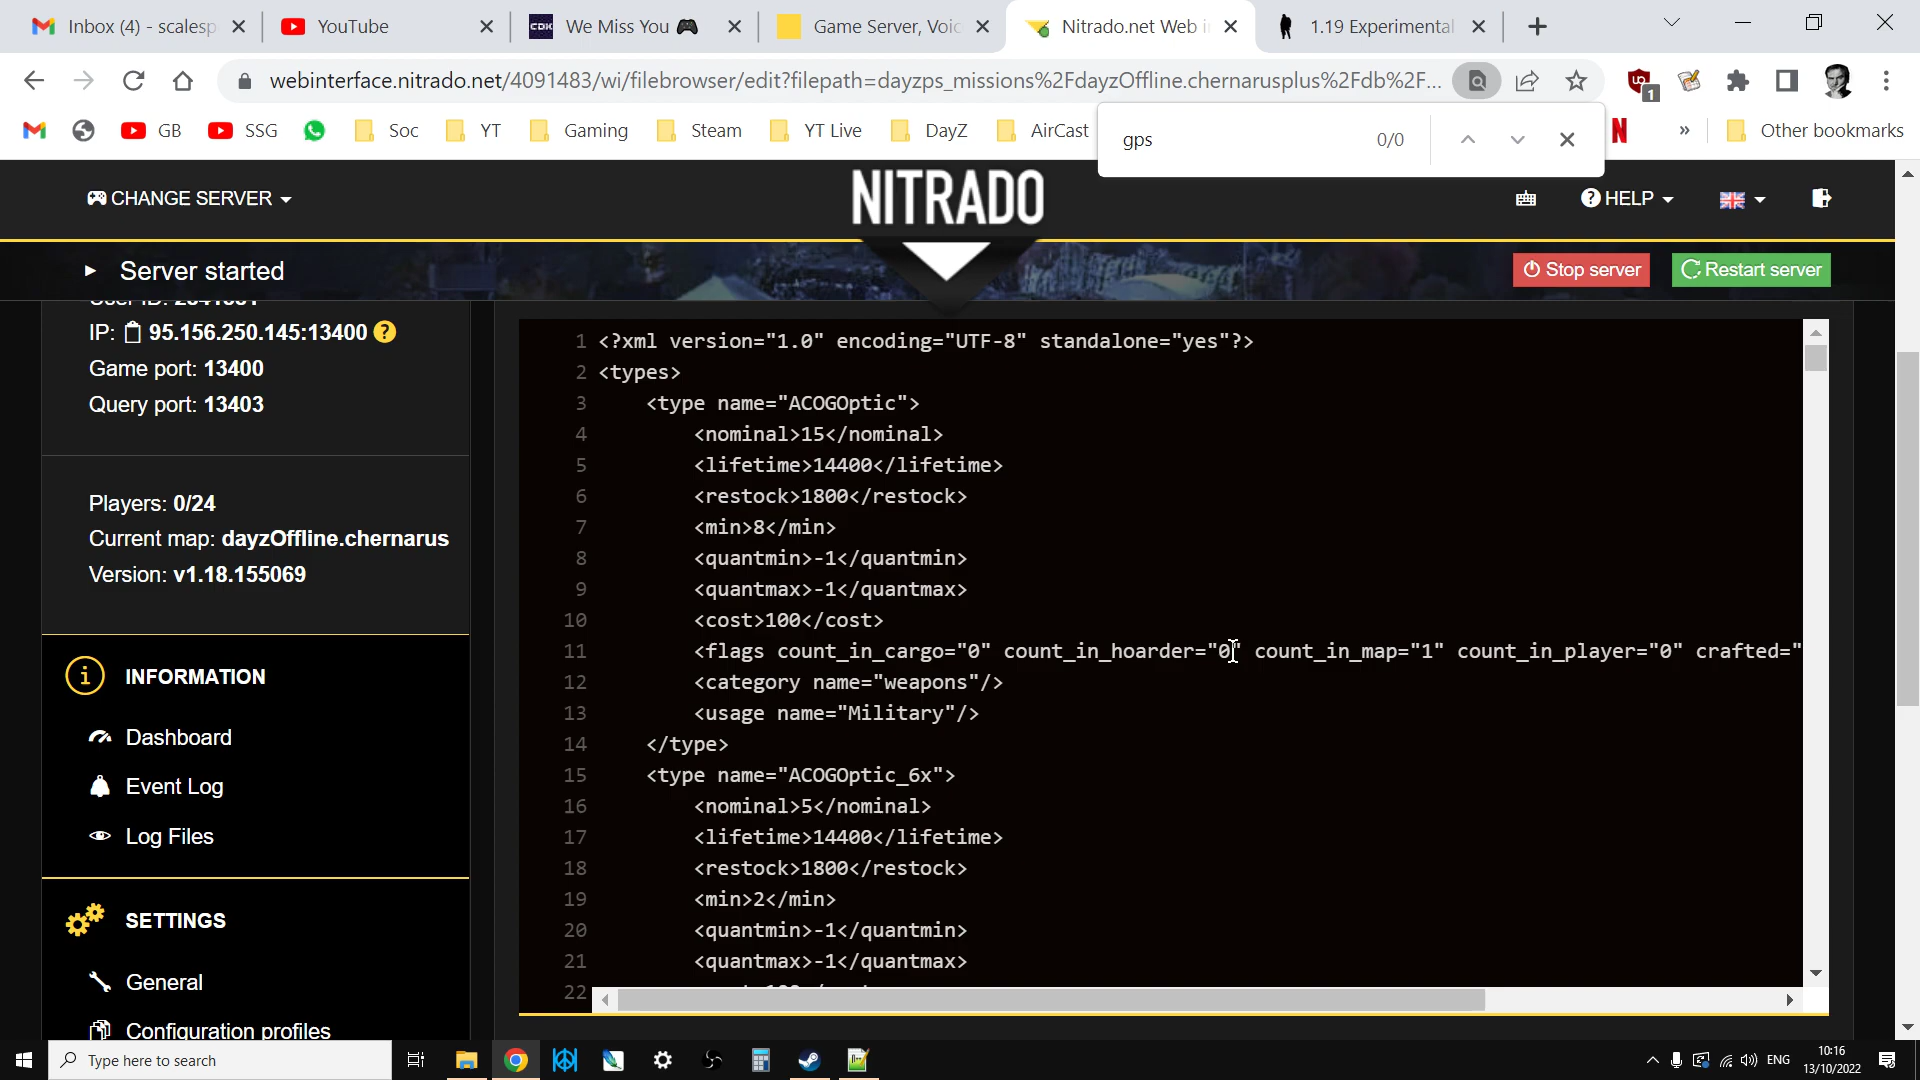 Inbox (4) - scalesp
YouTube
We Miss You 🎮
Game Server, Voic
Nitrado.net Web i
1.19 Experimental
webinterface.nitrado.net/4091483/wi/filebrowser/edit?filepath=dayzps_missions%2FdayzOffline.chernarusplus%2Fdb%2F...
1
GB
SSG
Soc
YT
Gaming
Steam
YT Live
DayZ
AirCast
»
Other bookmarks
gps
0/0
CHANGE SERVER
NITRADO
HELP
Server started
Stop server
Restart server
IP: 95.156.250.145:13400
Game port: 13400
Query port: 13403
Players: 0/24
Current map: dayzOffline.chernarus
Version: v1.18.155069
INFORMATION
Dashboard
Event Log
Log Files
SETTINGS
General
Configuration profiles
1 <?xml version="1.0" encoding="UTF-8" standalone="yes"?>
2 <types>
3 <type name="ACOGOptic">
4 <nominal>15</nominal>
5 <lifetime>14400</lifetime>
6 <restock>1800</restock>
7 <min>8</min>
8 <quantmin>-1</quantmin>
9 <quantmax>-1</quantmax>
10 <cost>100</cost>
11 <flags count_in_cargo="0" count_in_hoarder="0" count_in_map="1" count_in_player="0" crafted="
12 <category name="weapons"/>
13 <usage name="Military"/>
14 </type>
15 <type name="ACOGOptic_6x">
16 <nominal>5</nominal>
17 <lifetime>14400</lifetime>
18 <restock>1800</restock>
19 <min>2</min>
20 <quantmin>-1</quantmin>
21 <quantmax>-1</quantmax>
22
Type here to search
ENG
10:16
13/10/2022